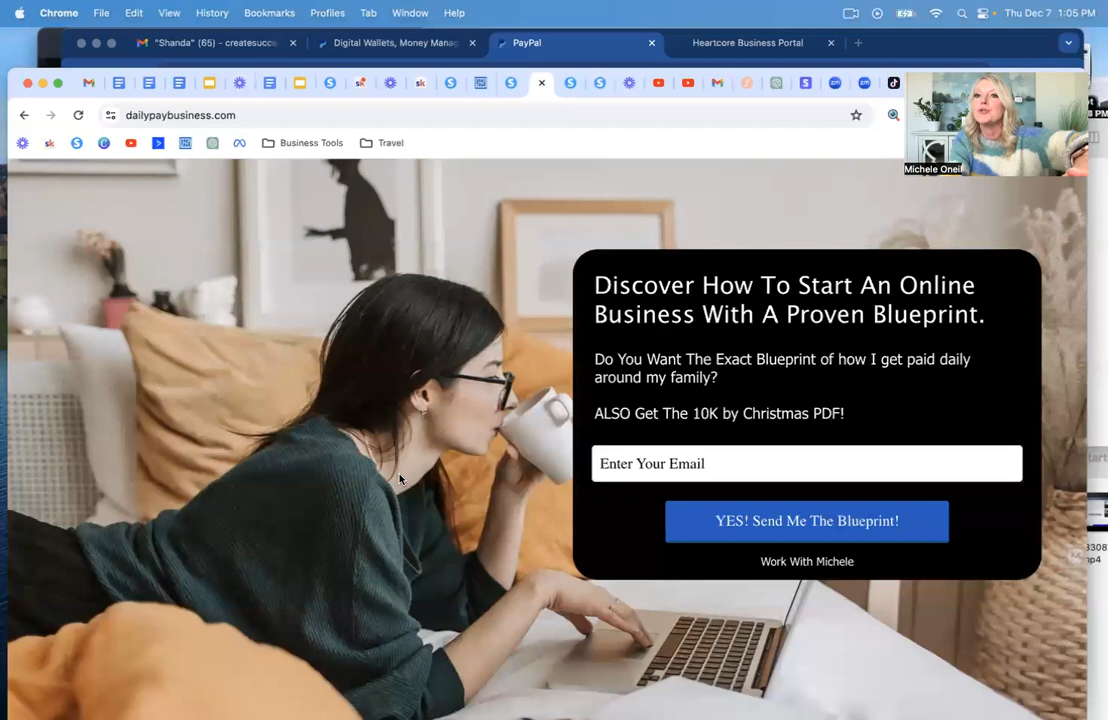 Chrome File Edit View History Bookmarks Profiles Tab Window Help Thu Dec 7 1:05 PM
"Shanda" (65) - createsucce Digital Wallets, Money Manag PayPal Heartcore Business Portal
dailypaybusiness.com
Business Tools Travel
Michele Oneil
Discover How To Start An Online
Business With A Proven Blueprint.
Do You Want The Exact Blueprint of how I get paid daily
around my family?
ALSO Get The 10K by Christmas PDF!
Enter Your Email
YES! Send Me The Blueprint!
Work With Michele